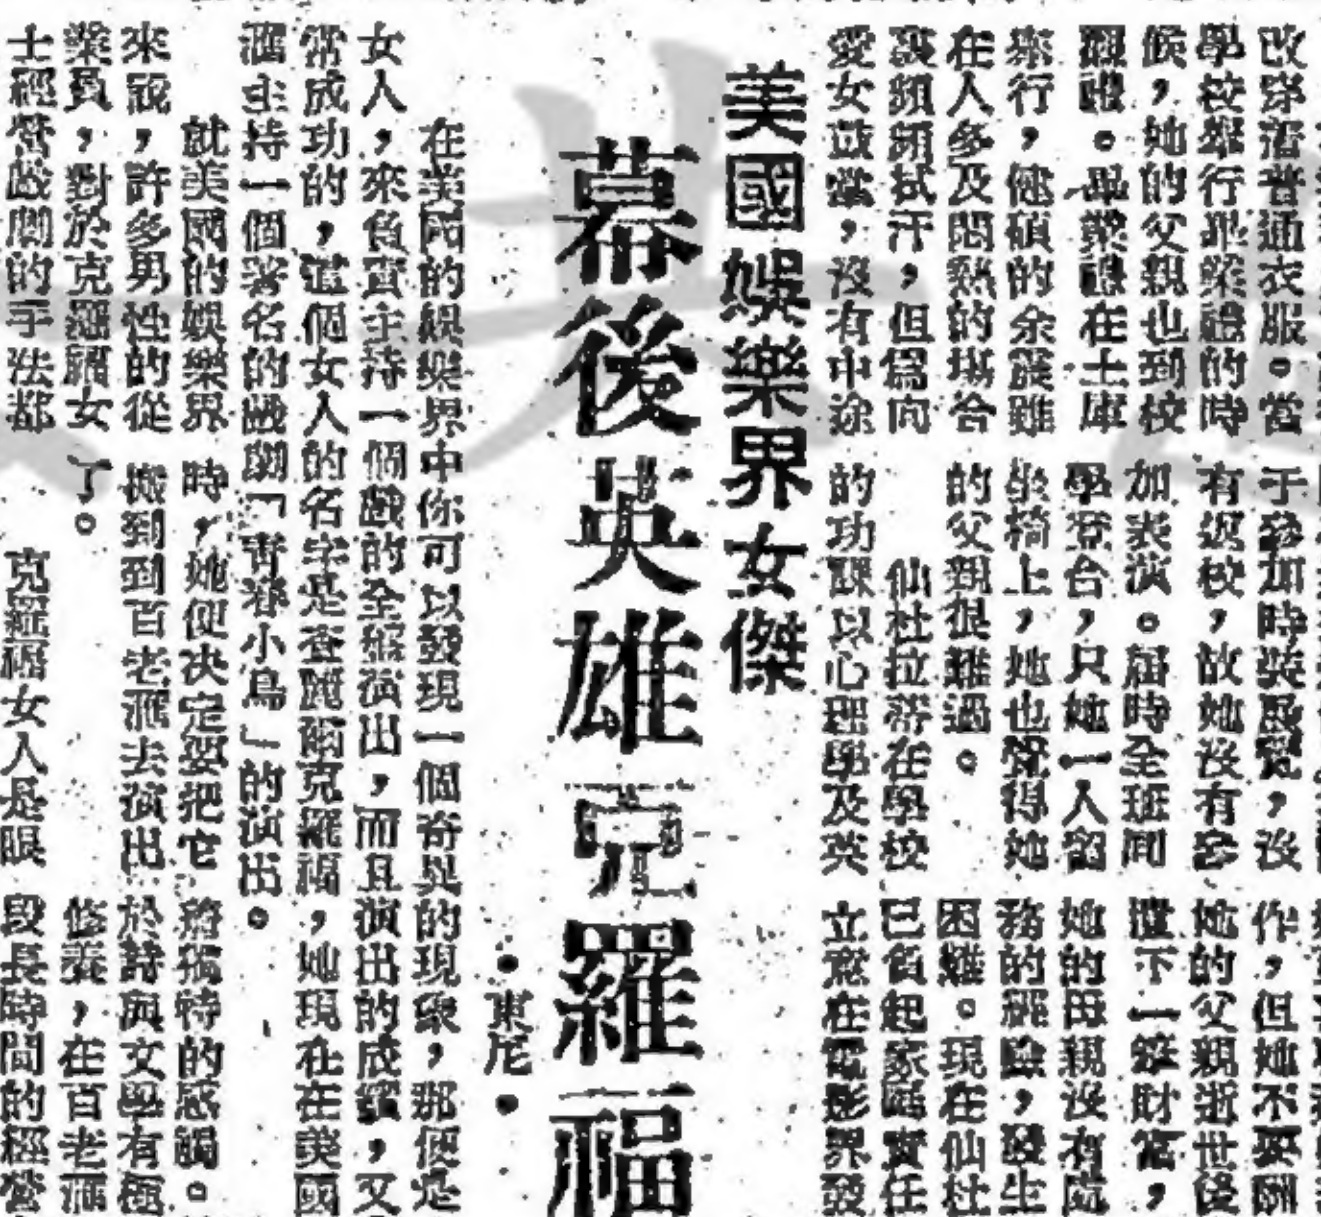 改穿著普通衣服。當
學校舉行畢業禮的時
候，她的父親也到校
觀禮。畢業禮在士庫
舉行，健碩的余展雖
在人多及悶熱的場合
裏頻頻拭汗，但爲向
愛女致意，沒有中途
于參加時裝展覽，沒
有返校，故她沒有參
加表演。屆時全班同
學登台，只她一人留
坐椅上，她也覺得她
的父親很難過。
仙杜拉在學校
的功課以心理學及英
作，但她不要酬
她的父親逝世後
遺下一筆財富，
她的母親沒有處
務的經驗，發生
困難。現在仙杜
已負起家庭責任
立意在電影界發
美國娛樂界女傑
幕後英雄克羅福
•東尼•
在美國的娛樂界中你可以發現一個奇異的現象，那便是
女人，來負責主持一個戲的全盤演出，而且演出的成績，又
常成功的，這個女人的名字是查麗爾克羅福，她現在在美國
滙主持一個著名的戲劇「青春小鳥」的演出。
就美國的娛樂界
來說，許多男性的從
業員，對於克羅福女
士經營戲劇的手法都
時，她便決定要把它
搬到到百老滙去演出
了。
克羅福女人是眼
獨特的感觸。
於詩與文學有極
修養，在百老滙
段長時間的經營